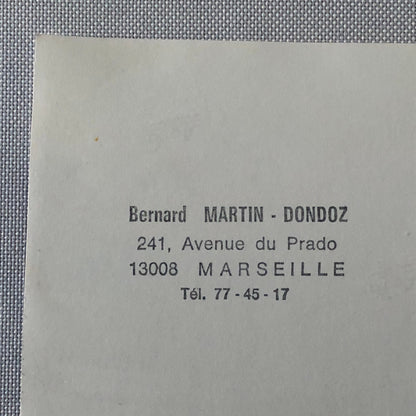 Bernard MARTIN - DONDOZ
241, Avenue du Prado
13008 MARSEILLE
Tél. 77 - 45 - 17